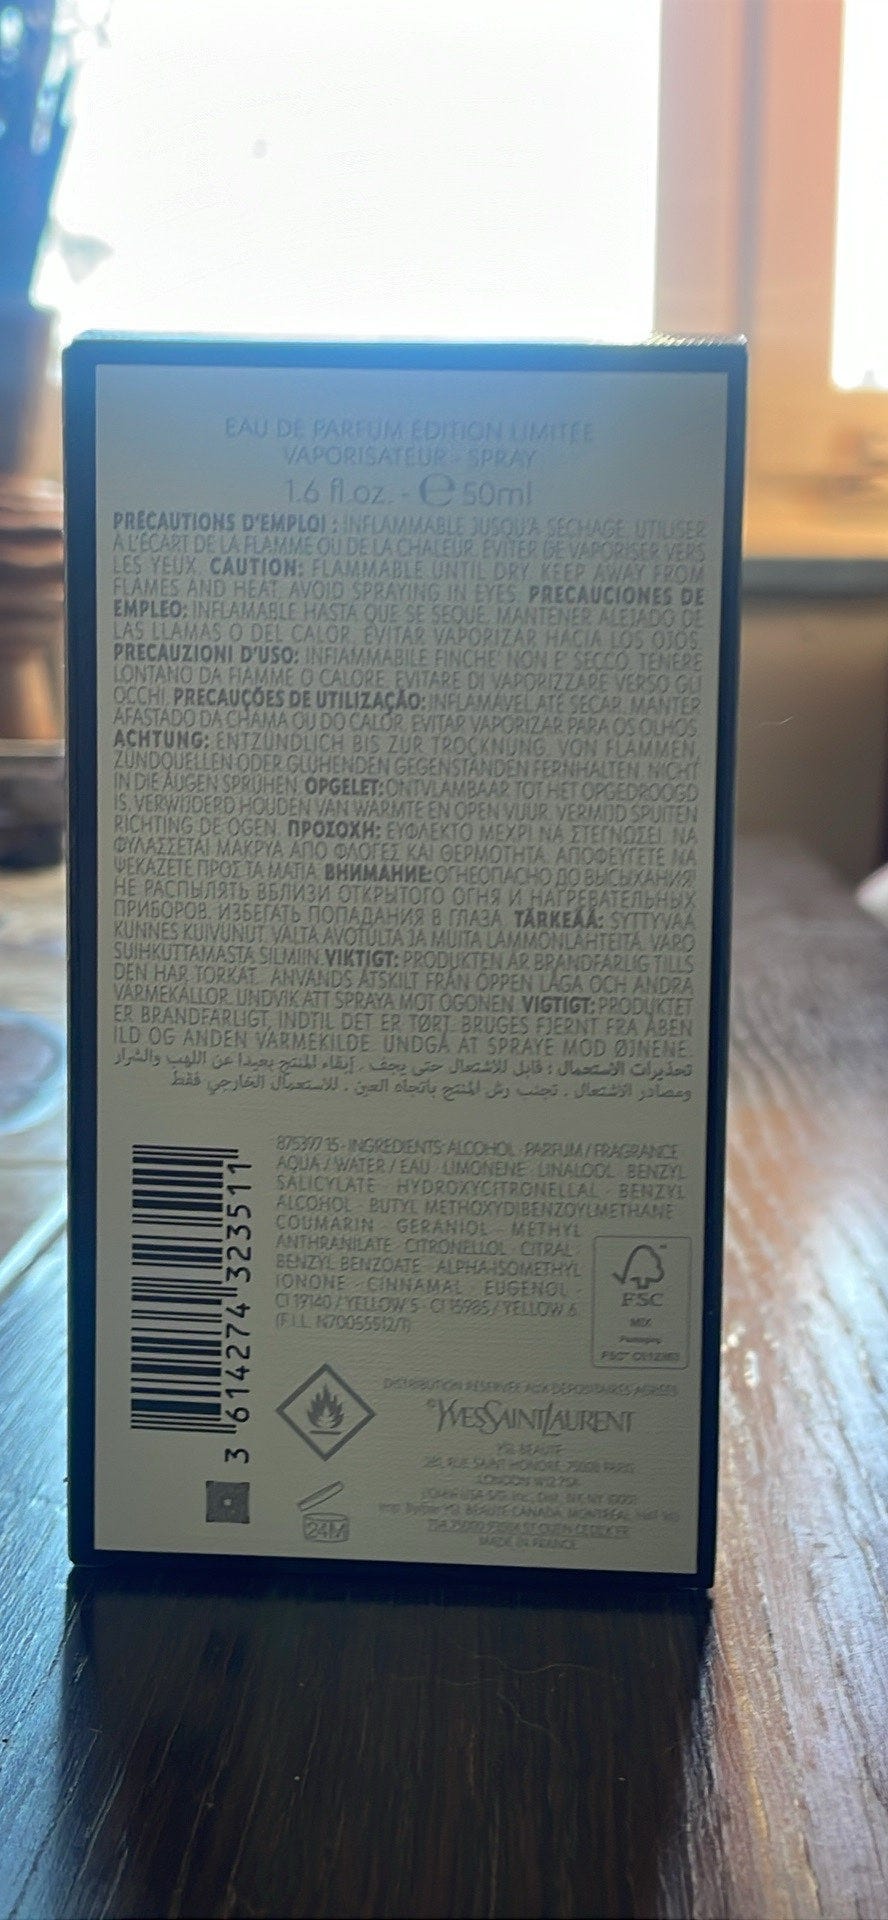 EAU DE PARFUM ÉDITION LIMITÉE
VAPORISATEUR - SPRAY
1.6 fl.oz. - ℮ 50ml
PRÉCAUTIONS D'EMPLOI : INFLAMMABLE JUSQU'À SÉCHAGE. UTILISER
À L'ÉCART DE LA FLAMME OU DE LA CHALEUR. ÉVITER DE VAPORISER VERS
LES YEUX. CAUTION: FLAMMABLE UNTIL DRY. KEEP AWAY FROM
FLAMES AND HEAT. AVOID SPRAYING IN EYES. PRECAUCIONES DE
EMPLEO: INFLAMABLE HASTA QUE SE SEQUE. MANTENER ALEJADO DE
LAS LLAMAS O DEL CALOR. EVITAR VAPORIZAR HACIA LOS OJOS.
PRECAUZIONI D'USO: INFIAMMABILE FINCHE' NON E' SECCO. TENERE
LONTANO DA FIAMME O CALORE. EVITARE DI VAPORIZZARE VERSO GLI
OCCHI. PRECAUÇÕES DE UTILIZAÇÃO: INFLAMÁVEL ATÉ SECAR. MANTER
AFASTADO DA CHAMA OU DO CALOR. EVITAR VAPORIZAR PARA OS OLHOS.
ACHTUNG: ENTZÜNDLICH BIS ZUR TROCKNUNG. VON FLAMMEN,
ZÜNDQUELLEN ODER GLÜHENDEN GEGENSTÄNDEN FERNHALTEN. NICHT
IN DIE AUGEN SPRÜHEN. OPGELET: ONTVLAMBAAR TOT HET OPGEDROOGD
IS. VERWIJDERD HOUDEN VAN WARMTE EN OPEN VUUR. VERMIJD SPUITEN
RICHTING DE OGEN. ΠΡΟΣΟΧΗ: ΕΥΦΛΕΚΤΟ ΜΕΧΡΙ ΝΑ ΣΤΕΓΝΩΣΕΙ. ΝΑ
ΦΥΛΑΣΣΕΤΑΙ ΜΑΚΡΥΑ ΑΠΟ ΦΛΟΓΕΣ ΚΑΙ ΘΕΡΜΟΤΗΤΑ. ΑΠΟΦΕΥΓΕΤΕ ΝΑ
ΨΕΚΑΖΕΤΕ ΠΡΟΣ ΤΑ ΜΑΤΙΑ. ВНИМАНИЕ: ОГНЕОПАСНО ДО ВЫСЫХАНИЯ!
НЕ РАСПЫЛЯТЬ ВБЛИЗИ ОТКРЫТОГО ОГНЯ И НАГРЕВАТЕЛЬНЫХ
ПРИБОРОВ. ИЗБЕГАТЬ ПОПАДАНИЯ В ГЛАЗА. TÄRKEÄÄ: SYTTYVÄÄ
KUNNES KUIVUNUT. VÄLTÄ AVOTULTA JA MUITA LÄMMÖNLÄHTEITÄ. VARO
SUIHKUTTAMASTA SILMIIN. VIKTIGT: PRODUKTEN ÄR BRANDFARLIG TILLS
DEN HAR TORKAT. ANVÄNDS ÅTSKILT FRÅN ÖPPEN LÅGA OCH ANDRA
VÄRMEKÄLLOR. UNDVIK ATT SPRAYA MOT ÖGONEN. VIGTIGT: PRODUKTET
ER BRANDFARLIGT, INDTIL DET ER TØRT. BRUGES FJERNT FRA ÅBEN
ILD OG ANDEN VARMEKILDE. UNDGÅ AT SPRAYE MOD ØJNENE.
تحذيرات الاستعمال : قابل للاشتعال حتى يجف . إبقاء المنتج بعيدا عن اللهب والشرار
ومصادر الاشتعال . تجنب رش المنتج باتجاه العين . للاستعمال الخارجي فقط
8753971 5 - INGREDIENTS: ALCOHOL · PARFUM / FRAGRANCE
AQUA / WATER / EAU · LIMONENE · LINALOOL · BENZYL
SALICYLATE · HYDROXYCITRONELLAL · BENZYL
ALCOHOL · BUTYL METHOXYDIBENZOYLMETHANE
COUMARIN · GERANIOL · METHYL
ANTHRANILATE · CITRONELLOL · CITRAL
BENZYL BENZOATE · ALPHA-ISOMETHYL
IONONE · CINNAMAL · EUGENOL ·
CI 19140 / YELLOW 5 · CI 15985 / YELLOW 6
(F.I.L. N70055512/1)
3 614274 323511
FSC
MIX
Packaging
DISTRIBUTION RÉSERVÉE AUX DÉPOSITAIRES AGRÉÉS
YVESSAINTLAURENT
YSL BEAUTÉ
RUE SAINT HONORÉ, 75008 PARIS
LONDON W12 7SA
MADE IN FRANCE
24M